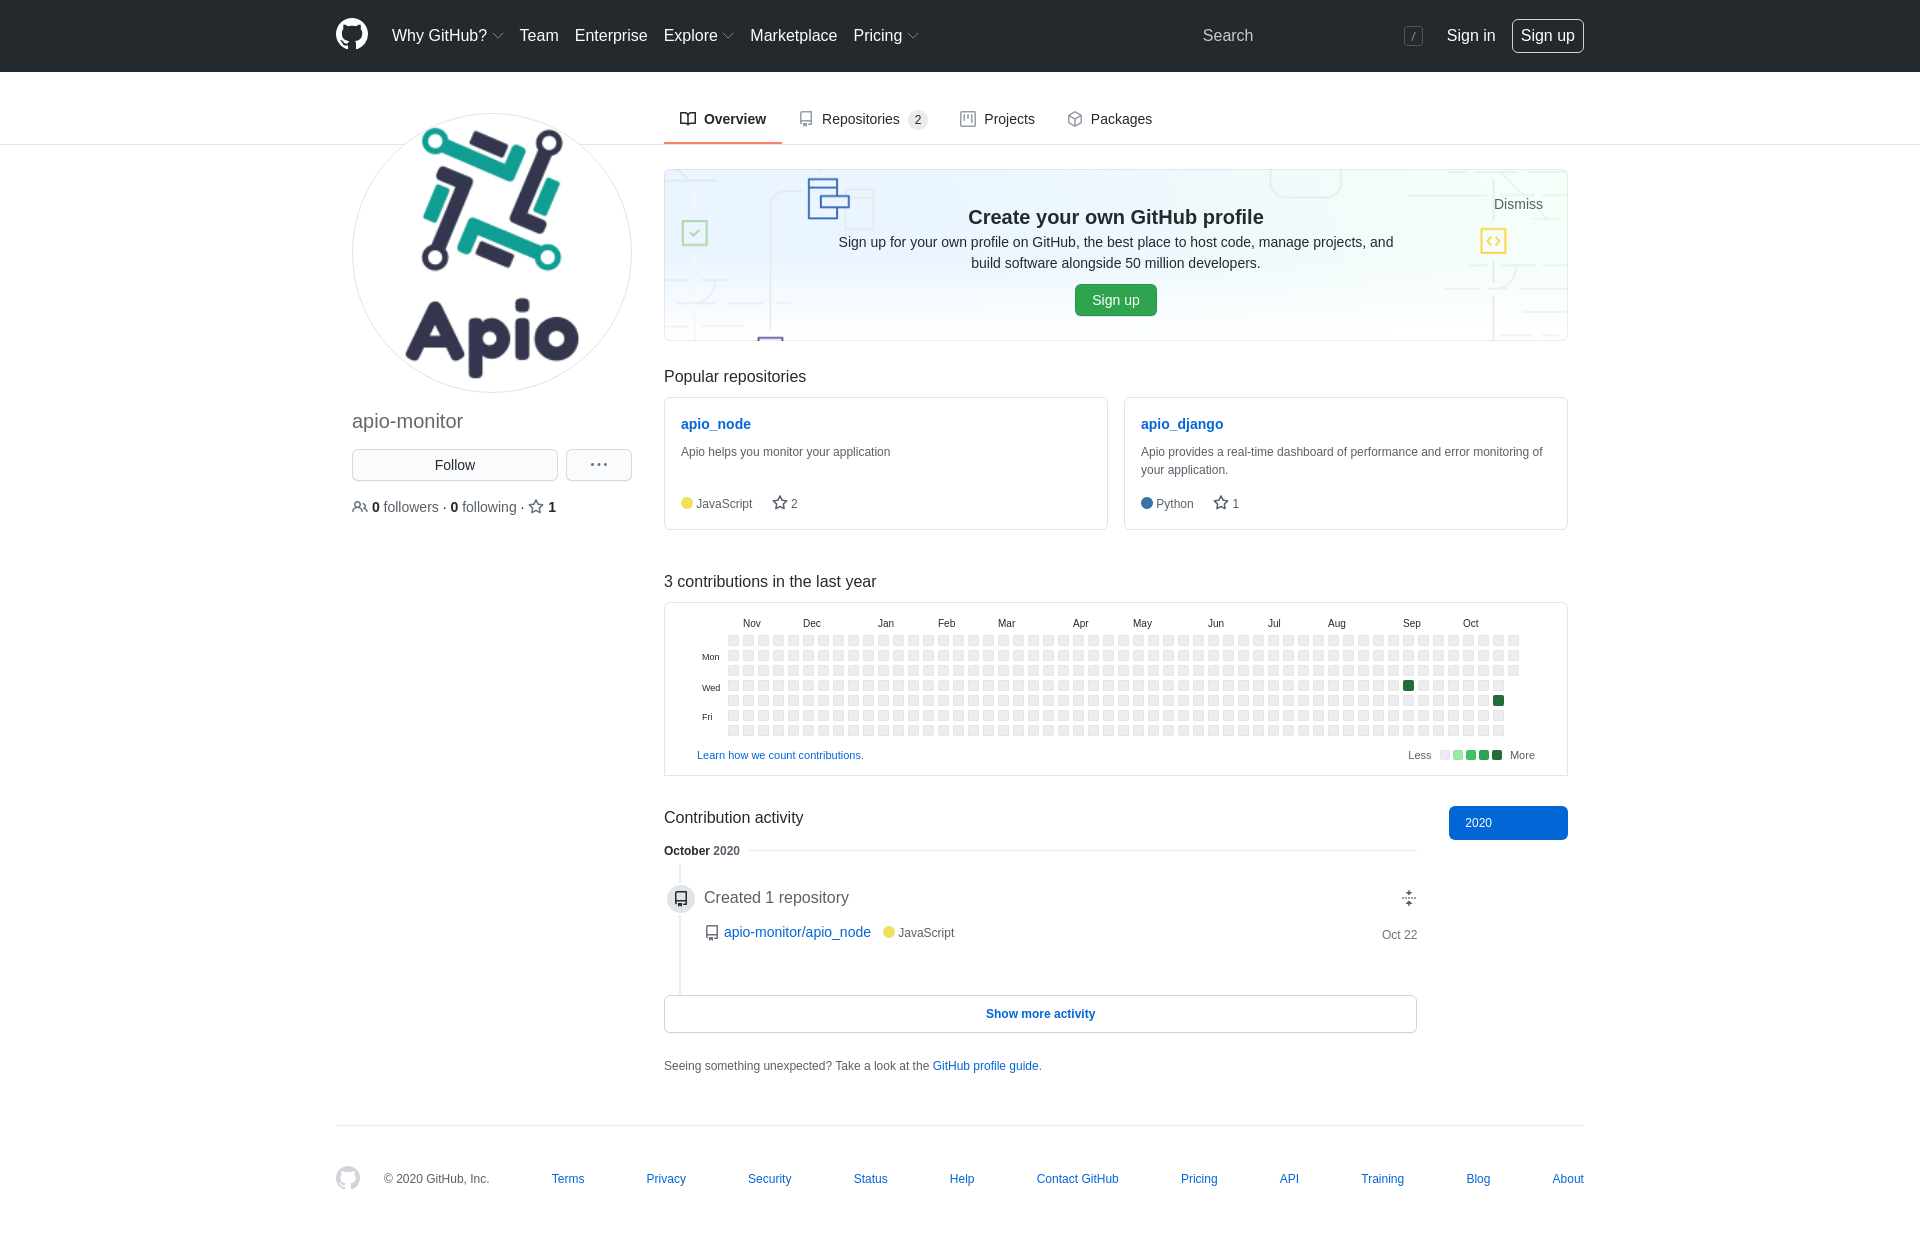 Why GitHub? Team Enterprise Explore Marketplace Pricing Search / Sign in Sign up
Overview Repositories 2 Projects Packages
Apio
apio-monitor
Follow
0 followers · 0 following · 1
Create your own GitHub profile
Dismiss
Sign up for your own profile on GitHub, the best place to host code, manage projects, and
build software alongside 50 million developers.
Sign up
Popular repositories
apio_node
Apio helps you monitor your application
JavaScript 2
apio_django
Apio provides a real-time dashboard of performance and error monitoring of
your application.
Python 1
3 contributions in the last year
Nov Dec Jan Feb Mar Apr May Jun Jul Aug Sep Oct
Mon
Wed
Fri
Learn how we count contributions.
Less More
Contribution activity
2020
October 2020
Created 1 repository
apio-monitor/apio_node JavaScript Oct 22
Show more activity
Seeing something unexpected? Take a look at the GitHub profile guide.
© 2020 GitHub, Inc. Terms Privacy Security Status Help Contact GitHub Pricing API Training Blog About